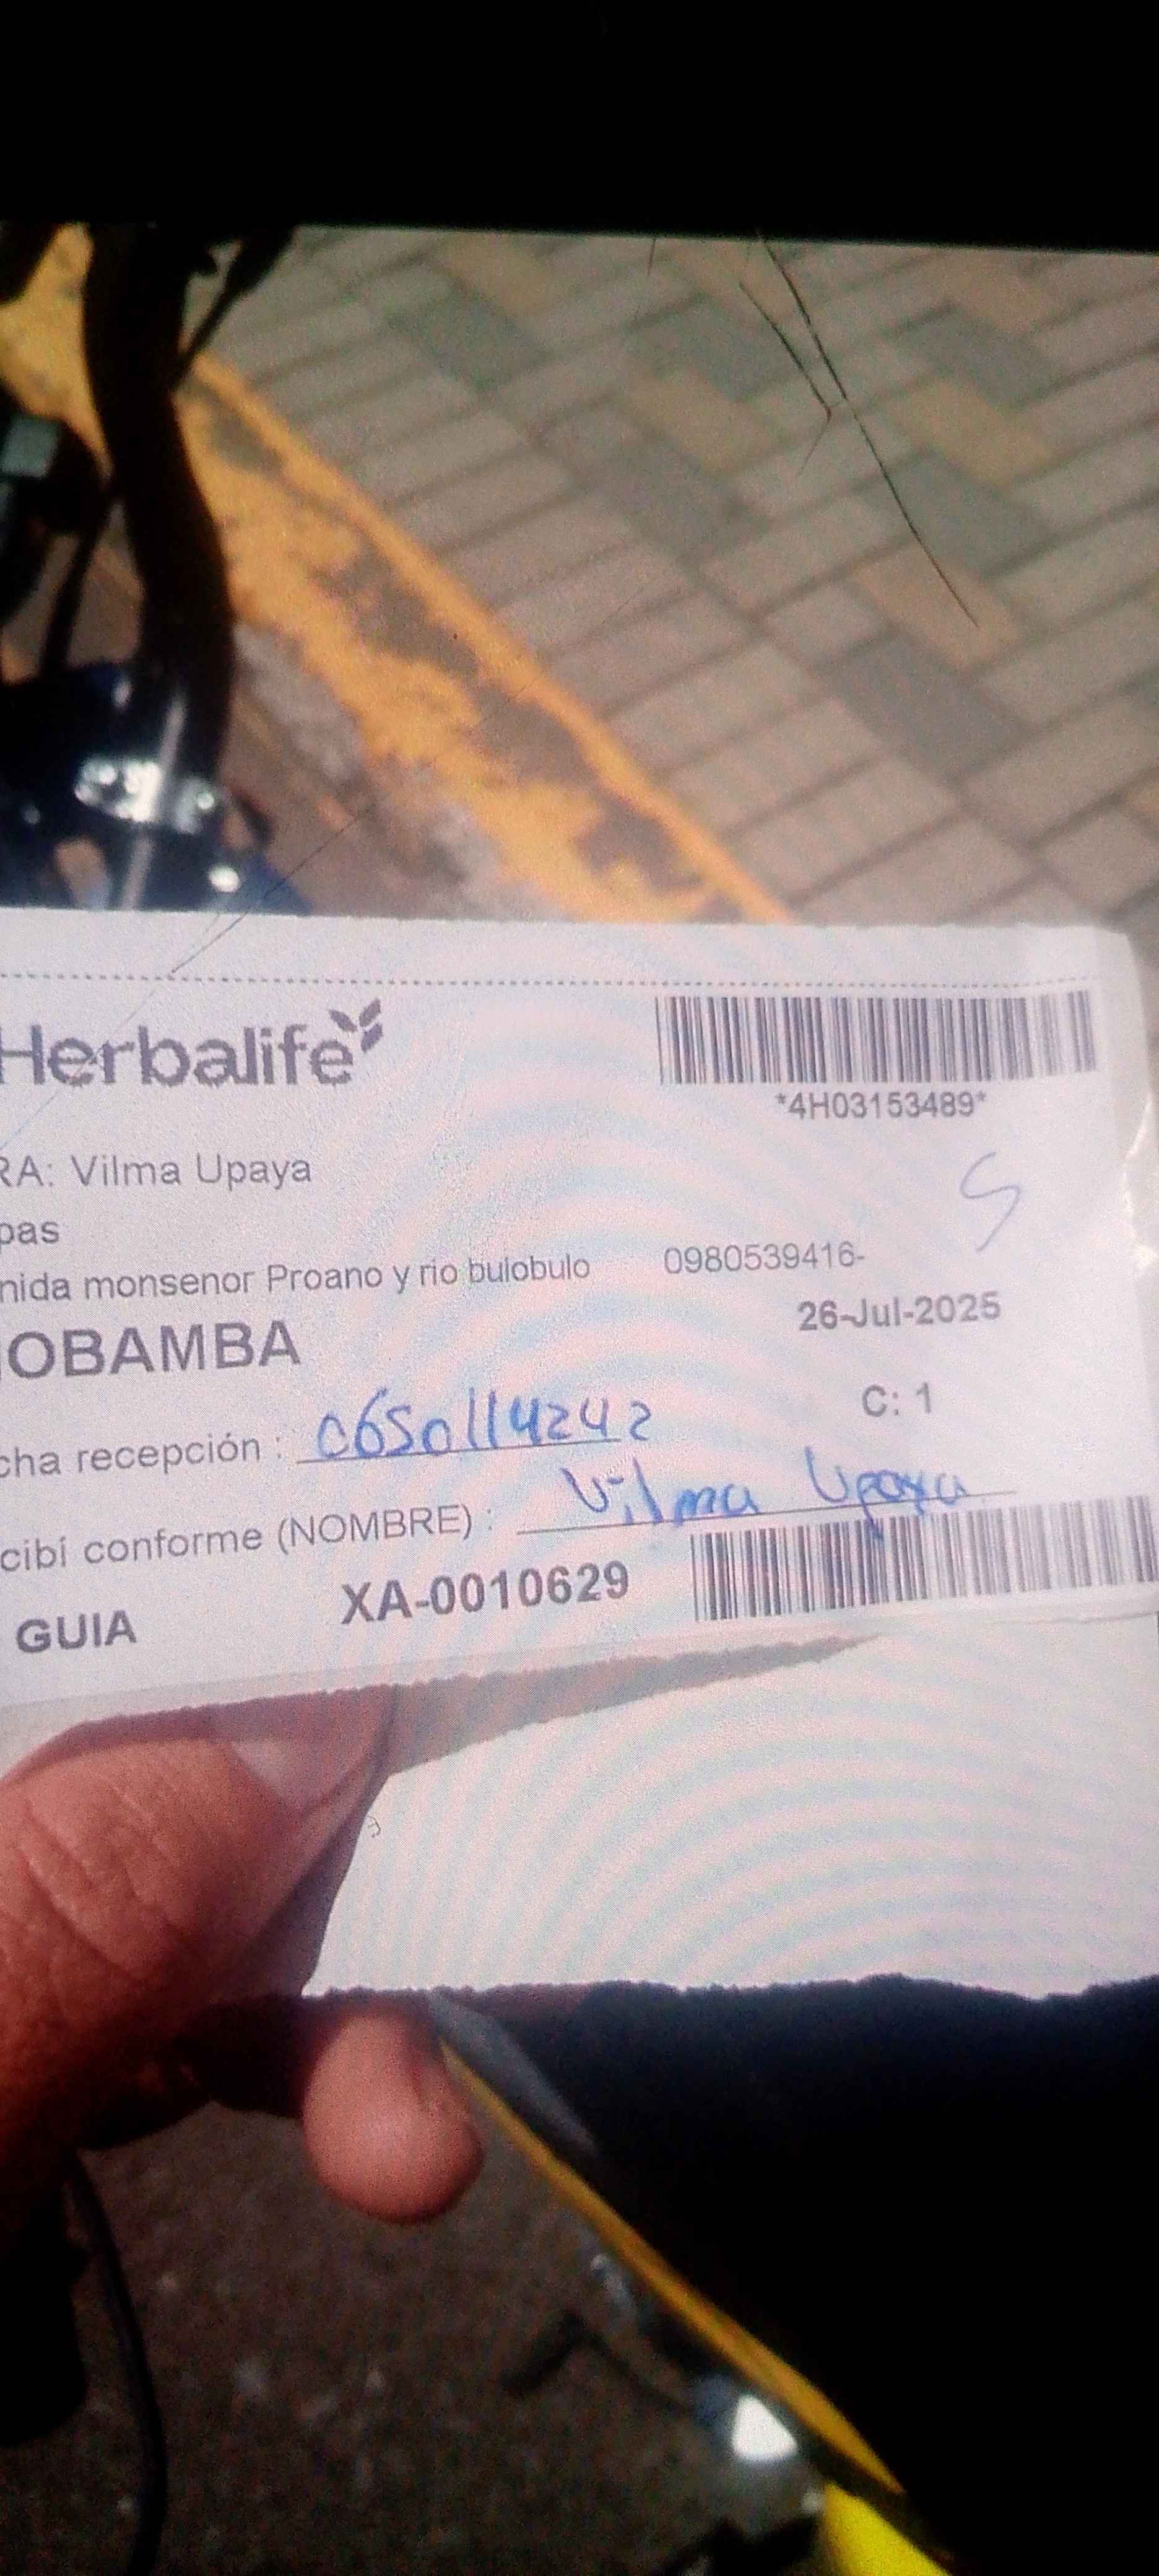 Herbalife
*4H03153489*
RA: Vilma Upaya
pas
nida monsenor Proano y rio bulobulo 0980539416-
26-Jul-2025
IOBAMBA
C: 1
cha recepción : 0650114242
cibí conforme (NOMBRE) : Vilma Upaya
GUIA XA-0010629